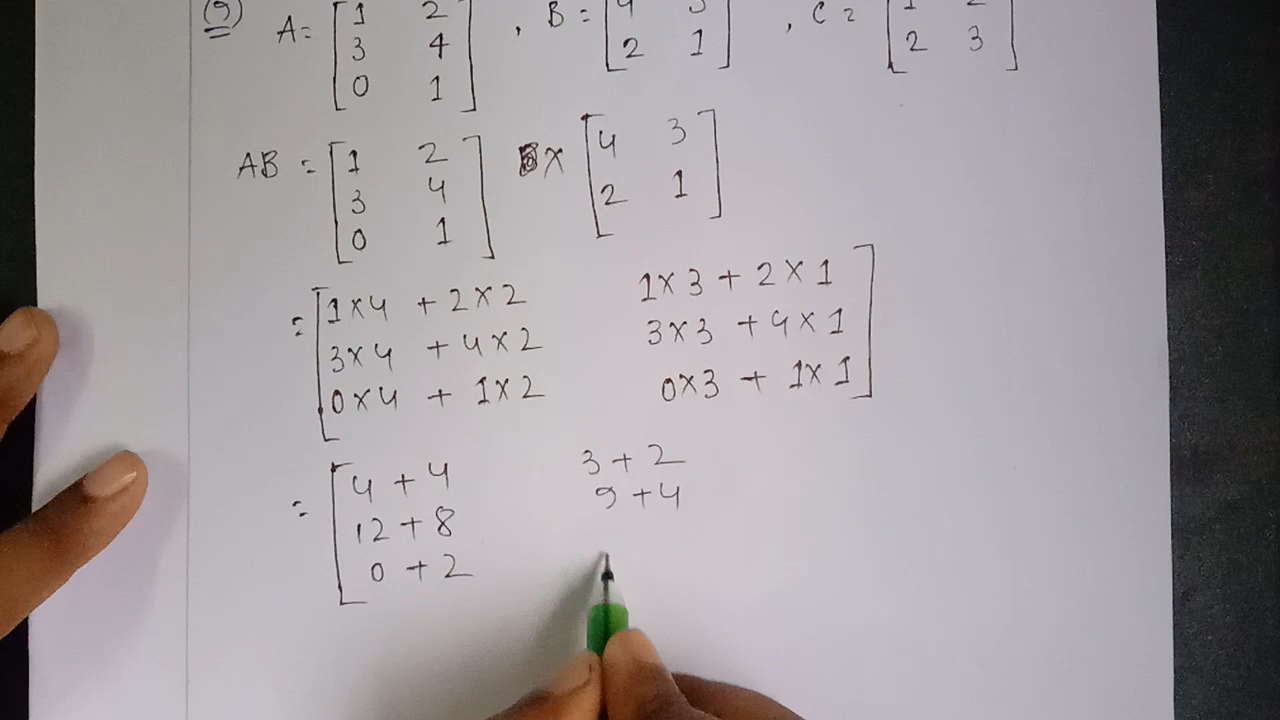 (9) A = [1 2 , B = [4 3 , C = [1 2
3 4 2 1] 2 3]
0 1]
AB = [1 2 × [4 3
3 4 2 1]
0 1]
= [1×4 + 2×2 1×3 + 2×1
3×4 + 4×2 3×3 + 4×1
0×4 + 1×2 0×3 + 1×1]
= [4 + 4 3 + 2
12 + 8 9 + 4
0 + 2